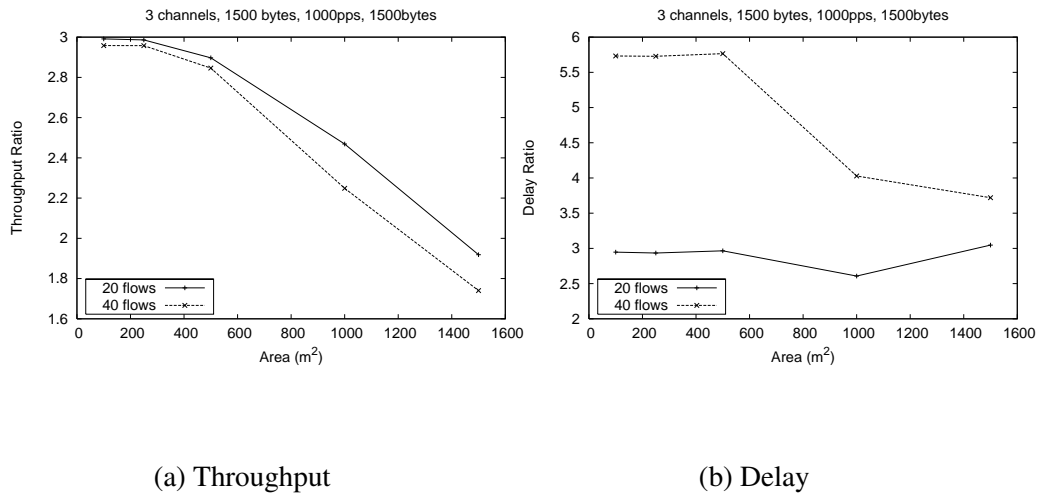 3 channels, 1500 bytes, 1000pps, 1500bytes
3
2.8
2.6
2.4
2.2
2
1.8
1.6
Throughput Ratio
20 flows
40 flows
0 200 400 600 800 1000 1200 1400 1600
Area (m²)
(a) Throughput
3 channels, 1500 bytes, 1000pps, 1500bytes
6
5.5
5
4.5
4
3.5
3
2.5
2
Delay Ratio
20 flows
40 flows
0 200 400 600 800 1000 1200 1400 1600
Area (m²)
(b) Delay